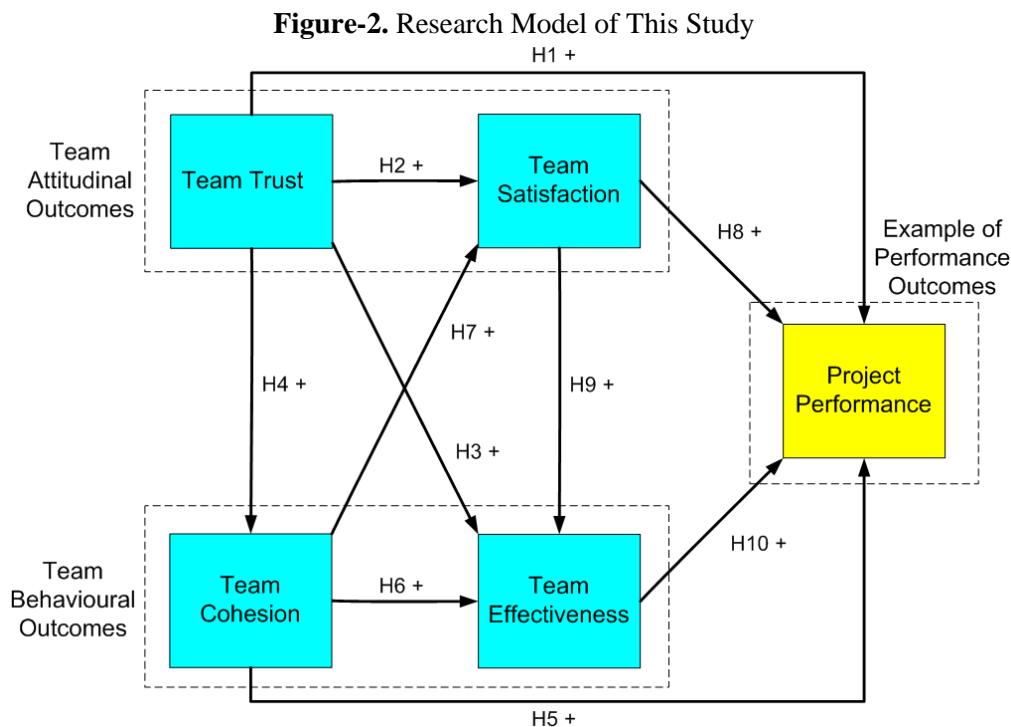 Figure-2. Research Model of This Study
H1 +
Team
Attitudinal
Outcomes
Team Trust
H2 +
Team
Satisfaction
H8 +
Example of
Performance
Outcomes
H7 +
H4 +
H9 +
Project
Performance
H3 +
H10 +
Team
Behavioural
Outcomes
Team
Cohesion
H6 +
Team
Effectiveness
H5 +